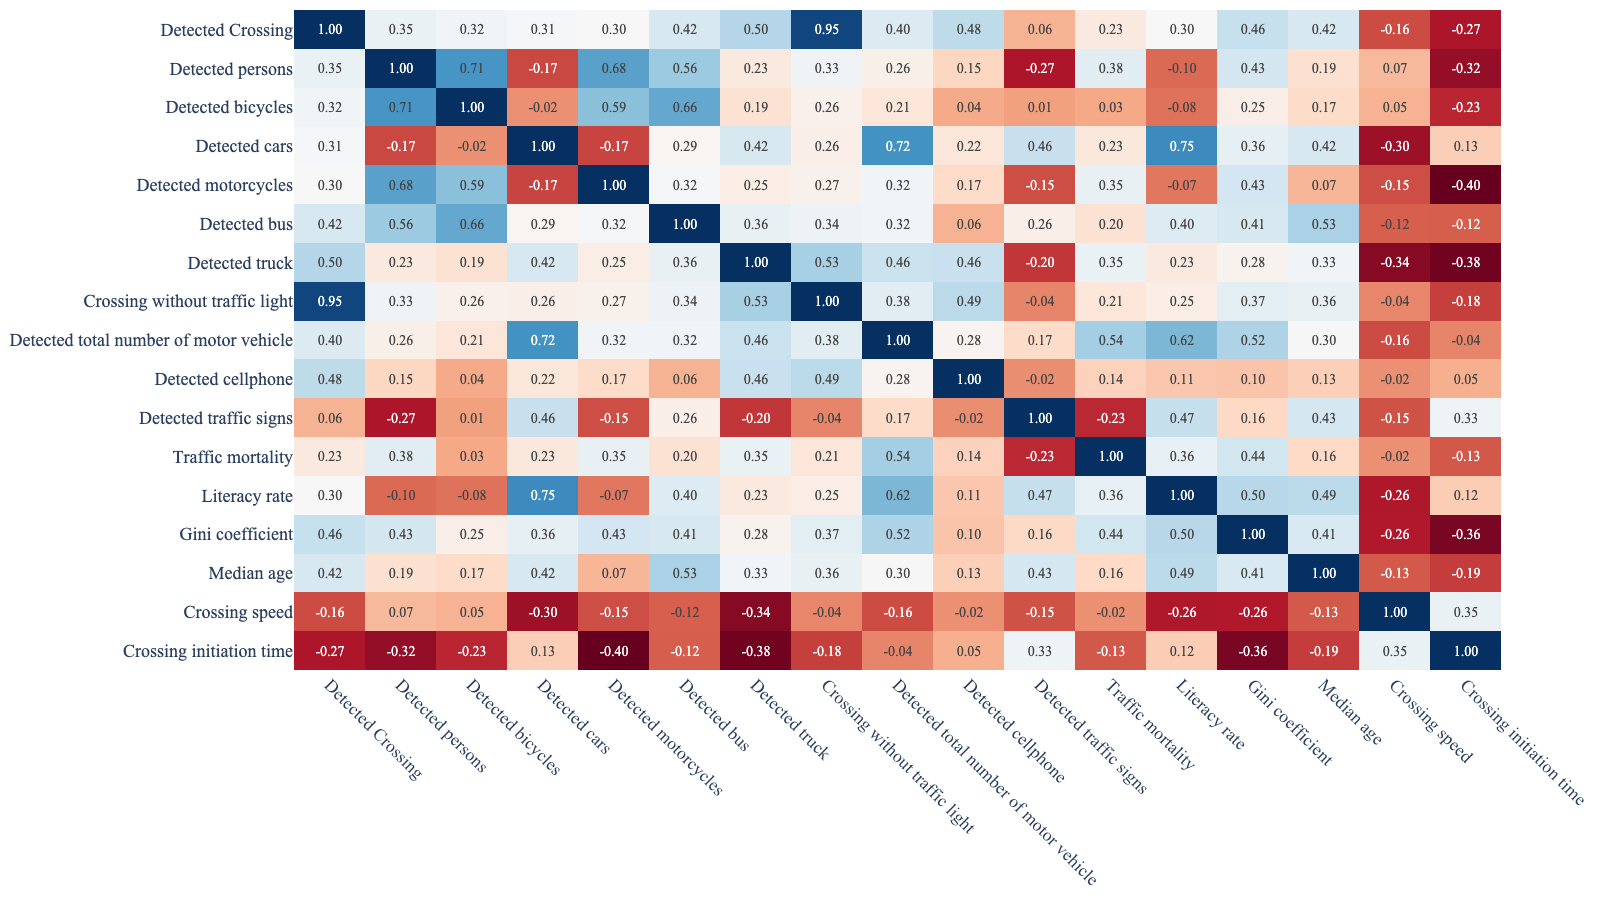 Detected Crossing 1.00 0.35 0.32 0.31 0.30 0.42 0.50 0.95 0.40 0.48 0.06 0.23 0.30 0.46 0.42 -0.16 -0.27
Detected persons 0.35 1.00 0.71 -0.17 0.68 0.56 0.23 0.33 0.26 0.15 -0.27 0.38 -0.10 0.43 0.19 0.07 -0.32
Detected bicycles 0.32 0.71 1.00 -0.02 0.59 0.66 0.19 0.26 0.21 0.04 0.01 0.03 -0.08 0.25 0.17 0.05 -0.23
Detected cars 0.31 -0.17 -0.02 1.00 -0.17 0.29 0.42 0.26 0.72 0.22 0.46 0.23 0.75 0.36 0.42 -0.30 0.13
Detected motorcycles 0.30 0.68 0.59 -0.17 1.00 0.32 0.25 0.27 0.32 0.17 -0.15 0.35 -0.07 0.43 0.07 -0.15 -0.40
Detected bus 0.42 0.56 0.66 0.29 0.32 1.00 0.36 0.34 0.32 0.06 0.26 0.20 0.40 0.41 0.53 -0.12 -0.12
Detected truck 0.50 0.23 0.19 0.42 0.25 0.36 1.00 0.53 0.46 0.46 -0.20 0.35 0.23 0.28 0.33 -0.34 -0.38
Crossing without traffic light 0.95 0.33 0.26 0.26 0.27 0.34 0.53 1.00 0.38 0.49 -0.04 0.21 0.25 0.37 0.36 -0.04 -0.18
Detected total number of motor vehicle 0.40 0.26 0.21 0.72 0.32 0.32 0.46 0.38 1.00 0.28 0.17 0.54 0.62 0.52 0.30 -0.16 -0.04
Detected cellphone 0.48 0.15 0.04 0.22 0.17 0.06 0.46 0.49 0.28 1.00 -0.02 0.14 0.11 0.10 0.13 -0.02 0.05
Detected traffic signs 0.06 -0.27 0.01 0.46 -0.15 0.26 -0.20 -0.04 0.17 -0.02 1.00 -0.23 0.47 0.16 0.43 -0.15 0.33
Traffic mortality 0.23 0.38 0.03 0.23 0.35 0.20 0.35 0.21 0.54 0.14 -0.23 1.00 0.36 0.44 0.16 -0.02 -0.13
Literacy rate 0.30 -0.10 -0.08 0.75 -0.07 0.40 0.23 0.25 0.62 0.11 0.47 0.36 1.00 0.50 0.49 -0.26 0.12
Gini coefficient 0.46 0.43 0.25 0.36 0.43 0.41 0.28 0.37 0.52 0.10 0.16 0.44 0.50 1.00 0.41 -0.26 -0.36
Median age 0.42 0.19 0.17 0.42 0.07 0.53 0.33 0.36 0.30 0.13 0.43 0.16 0.49 0.41 1.00 -0.13 -0.19
Crossing speed -0.16 0.07 0.05 -0.30 -0.15 -0.12 -0.34 -0.04 -0.16 -0.02 -0.15 -0.02 -0.26 -0.26 -0.13 1.00 0.35
Crossing initiation time -0.27 -0.32 -0.23 0.13 -0.40 -0.12 -0.38 -0.18 -0.04 0.05 0.33 -0.13 0.12 -0.36 -0.19 0.35 1.00
Detected Crossing
Detected persons
Detected bicycles
Detected cars
Detected motorcycles
Detected bus
Detected truck
Crossing without traffic light
Detected total number of motor vehicle
Detected cellphone
Detected traffic signs
Traffic mortality
Literacy rate
Gini coefficient
Median age
Crossing speed
Crossing initiation time